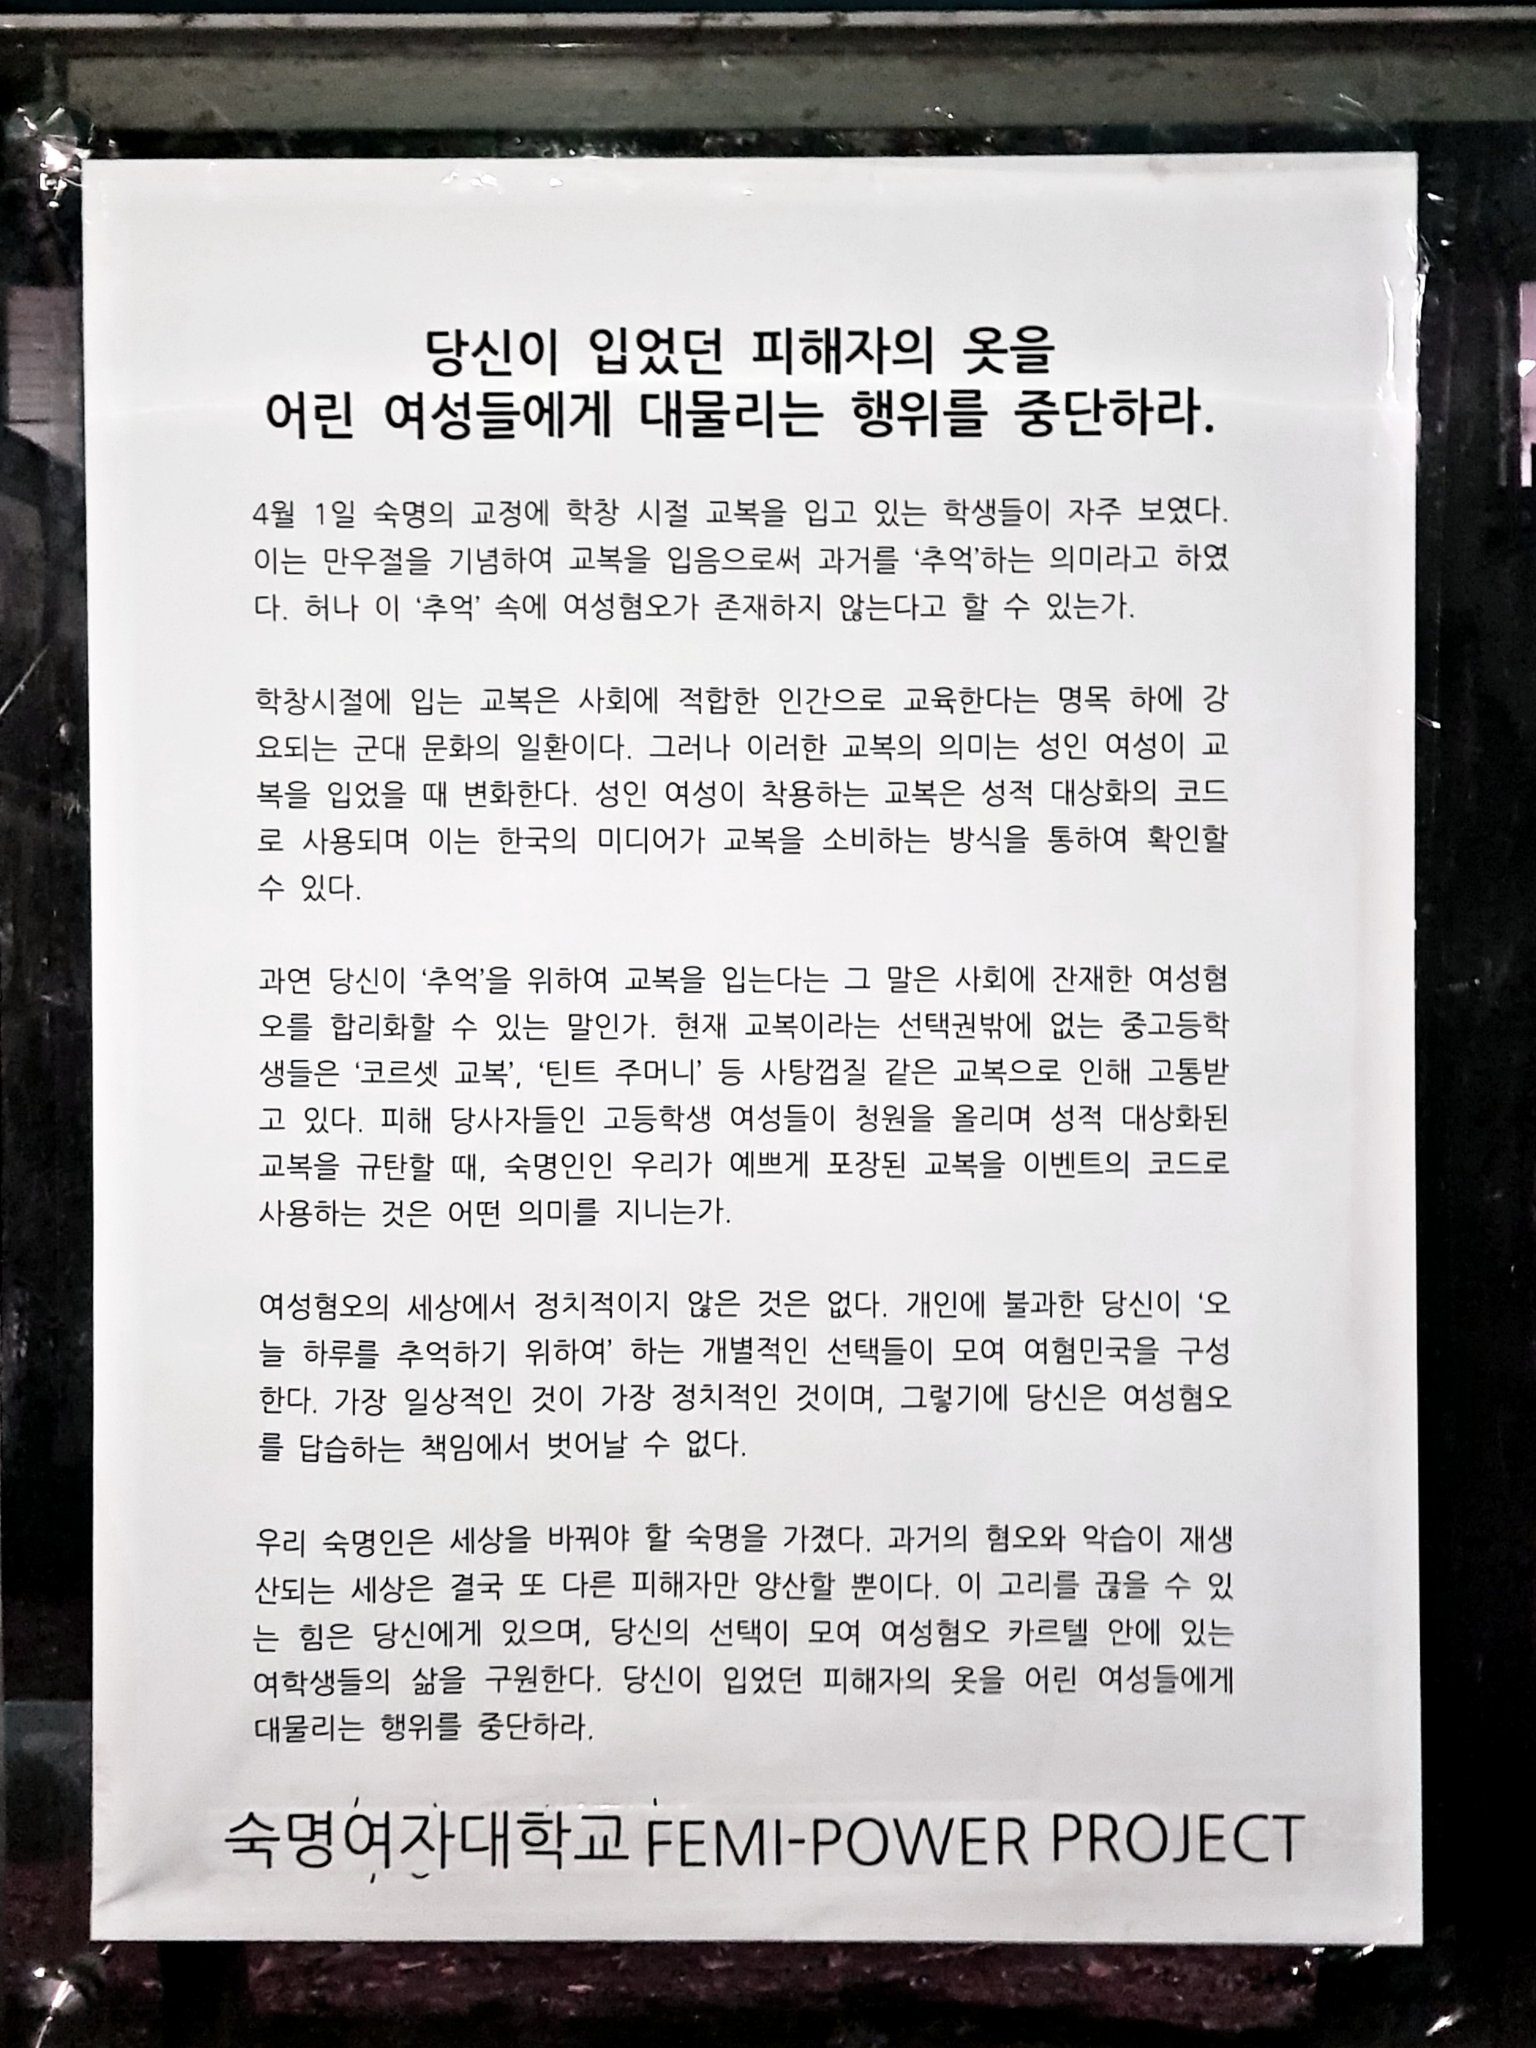 당신이 입었던 피해자의 옷을
어린 여성들에게 대물리는 행위를 중단하라.
4월 1일 숙명의 교정에 학창 시절 교복을 입고 있는 학생들이 자주 보였다.
이는 만우절을 기념하여 교복을 입음으로써 과거를 ‘추억’하는 의미라고 하였
다. 허나 이 ‘추억’ 속에 여성혐오가 존재하지 않는다고 할 수 있는가.
학창시절에 입는 교복은 사회에 적합한 인간으로 교육한다는 명목 하에 강
요되는 군대 문화의 일환이다. 그러나 이러한 교복의 의미는 성인 여성이 교
복을 입었을 때 변화한다. 성인 여성이 착용하는 교복은 성적 대상화의 코드
로 사용되며 이는 한국의 미디어가 교복을 소비하는 방식을 통하여 확인할
수 있다.
과연 당신이 ‘추억’을 위하여 교복을 입는다는 그 말은 사회에 잔재한 여성혐
오를 합리화할 수 있는 말인가. 현재 교복이라는 선택권밖에 없는 중고등학
생들은 ‘코르셋 교복’, ‘틴트 주머니’ 등 사탕껍질 같은 교복으로 인해 고통받
고 있다. 피해 당사자들인 고등학생 여성들이 청원을 올리며 성적 대상화된
교복을 규탄할 때, 숙명인인 우리가 예쁘게 포장된 교복을 이벤트의 코드로
사용하는 것은 어떤 의미를 지니는가.
여성혐오의 세상에서 정치적이지 않은 것은 없다. 개인에 불과한 당신이 ‘오
늘 하루를 추억하기 위하여’ 하는 개별적인 선택들이 모여 여혐민국을 구성
한다. 가장 일상적인 것이 가장 정치적인 것이며, 그렇기에 당신은 여성혐오
를 답습하는 책임에서 벗어날 수 없다.
우리 숙명인은 세상을 바꿔야 할 숙명을 가졌다. 과거의 혐오와 악습이 재생
산되는 세상은 결국 또 다른 피해자만 양산할 뿐이다. 이 고리를 끊을 수 있
는 힘은 당신에게 있으며, 당신의 선택이 모여 여성혐오 카르텔 안에 있는
여학생들의 삶을 구원한다. 당신이 입었던 피해자의 옷을 어린 여성들에게
대물리는 행위를 중단하라.
숙명여자대학교 FEMI-POWER PROJECT